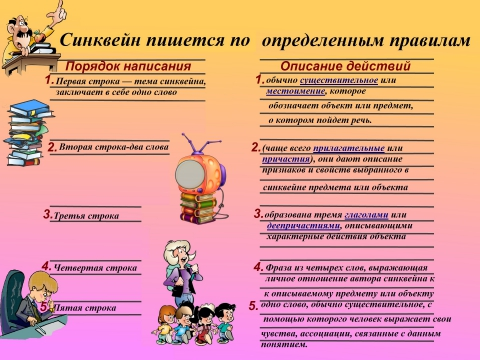 Синквейн пишется по определенным правилам
Порядок написания
1. Первая строка — тема синквейна,
заключает в себе одно слово
2. Вторая строка-два слова
3. Третья строка
4. Четвертая строка
5. Пятая строка
Описание действий
1. обычно существительное или
местоимение, которое
обозначает объект или предмет,
о котором пойдет речь.
2. (чаще всего прилагательные или
причастия), они дают описание
признаков и свойств выбранного в
синквейне предмета или объекта
3. образована тремя глаголами или
деепричастиями, описывающими
характерные действия объекта
4. Фраза из четырех слов, выражающая
личное отношение автора синквейна к
к описываемому предмету или объекту
5. одно слово, обычно существительное, с
помощью которого человек выражает свои
чувства, ассоциации, связанные с данным
понятием.